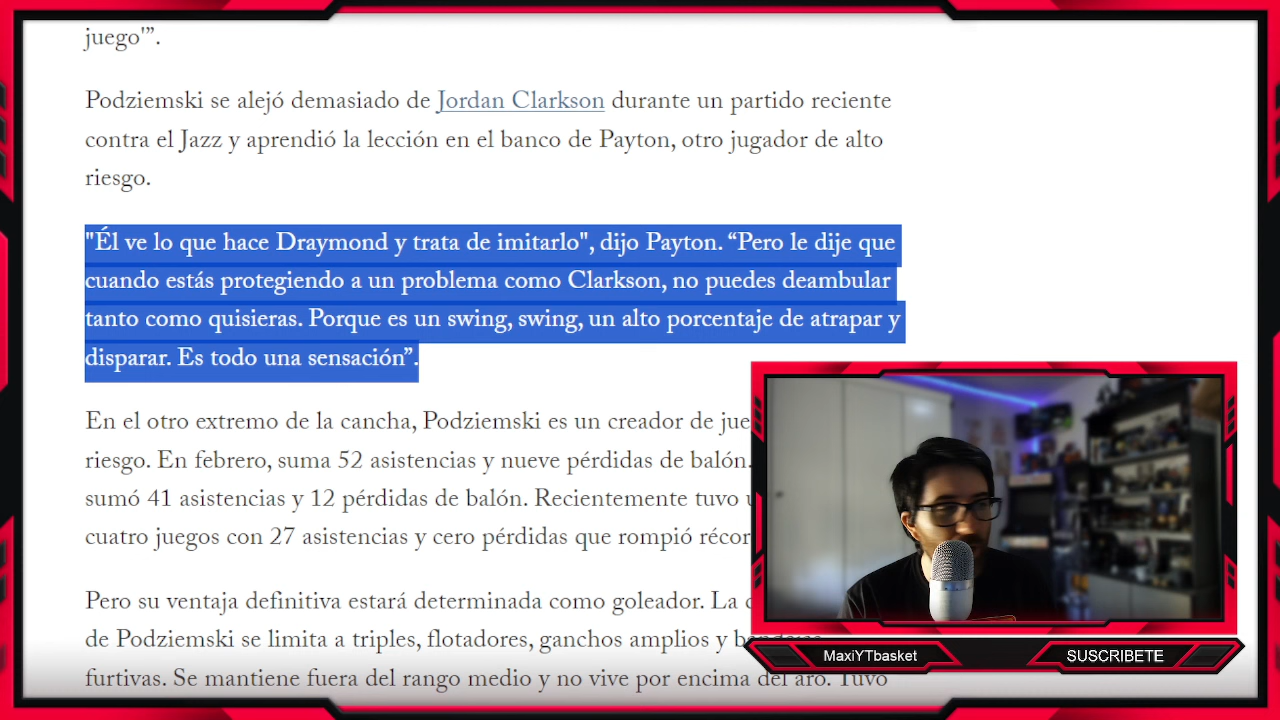 juego'”.
Podziemski se alejó demasiado de Jordan Clarkson durante un partido reciente
contra el Jazz y aprendió la lección en el banco de Payton, otro jugador de alto
riesgo.
"Él ve lo que hace Draymond y trata de imitarlo", dijo Payton. “Pero le dije que
cuando estás protegiendo a un problema como Clarkson, no puedes deambular
tanto como quisieras. Porque es un swing, swing, un alto porcentaje de atrapar y
disparar. Es todo una sensación”.
En el otro extremo de la cancha, Podziemski es un creador de
riesgo. En febrero, suma 52 asistencias y nueve pérdidas de balón.
sumó 41 asistencias y 12 pérdidas de balón. Recientemente tuvo
cuatro juegos con 27 asistencias y cero pérdidas que rompió
Pero su ventaja definitiva estará determinada como goleador. La
de Podziemski se limita a triples, flotadores, ganchos amplios y
furtivas. Se mantiene fuera del rango medio y no vive por encima del aro. Tuvo
MaxiYTbasket
SUSCRIBETE